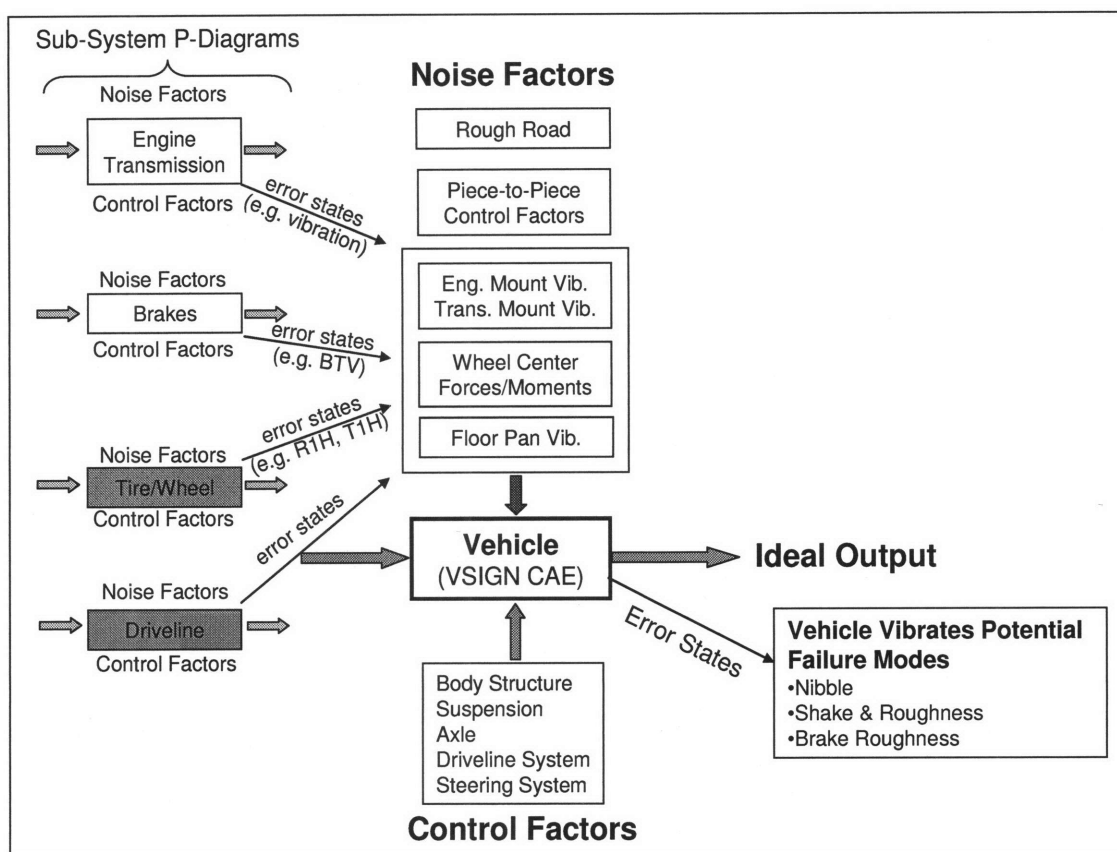 Sub-System P-Diagrams
Noise Factors
Engine
Transmission
Control Factors
error states
(e.g. vibration)
Noise Factors
Brakes
Control Factors
error states
(e.g. BTV)
Noise Factors
Tire/Wheel
Control Factors
error states
(e.g. R1H, T1H)
Noise Factors
Driveline
Control Factors
error states
Noise Factors
Rough Road
Piece-to-Piece
Control Factors
Eng. Mount Vib.
Trans. Mount Vib.
Wheel Center
Forces/Moments
Floor Pan Vib.
Vehicle
(VSIGN CAE)
Ideal Output
Error States
Vehicle Vibrates Potential
Failure Modes
•Nibble
•Shake & Roughness
•Brake Roughness
Body Structure
Suspension
Axle
Driveline System
Steering System
Control Factors